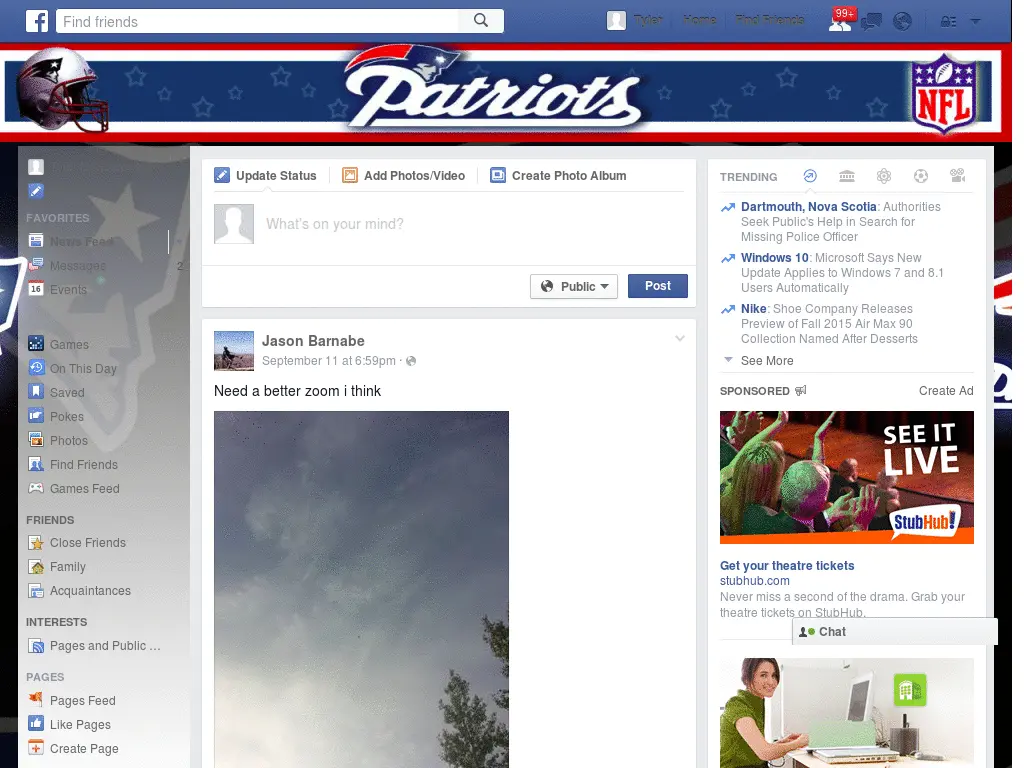 Find friends
Tyler Home Find Friends 99+
Patriots
NFL
FAVORITES
News Feed
Messages 2
16 Events
Games
On This Day
Saved
Pokes
Photos
Find Friends
Games Feed
FRIENDS
Close Friends
Family
Acquaintances
INTERESTS
Pages and Public ...
PAGES
Pages Feed
Like Pages
Create Page
Update Status Add Photos/Video Create Photo Album
What's on your mind?
Public Post
Jason Barnabe
September 11 at 6:59pm ·
Need a better zoom i think
TRENDING
Dartmouth, Nova Scotia: Authorities
Seek Public's Help in Search for
Missing Police Officer
Windows 10: Microsoft Says New
Update Applies to Windows 7 and 8.1
Users Automatically
Nike: Shoe Company Releases
Preview of Fall 2015 Air Max 90
Collection Named After Desserts
See More
SPONSORED Create Ad
SEE IT
LIVE
StubHub!
Get your theatre tickets
stubhub.com
Never miss a second of the drama. Grab your
theatre tickets on StubHub.
Chat